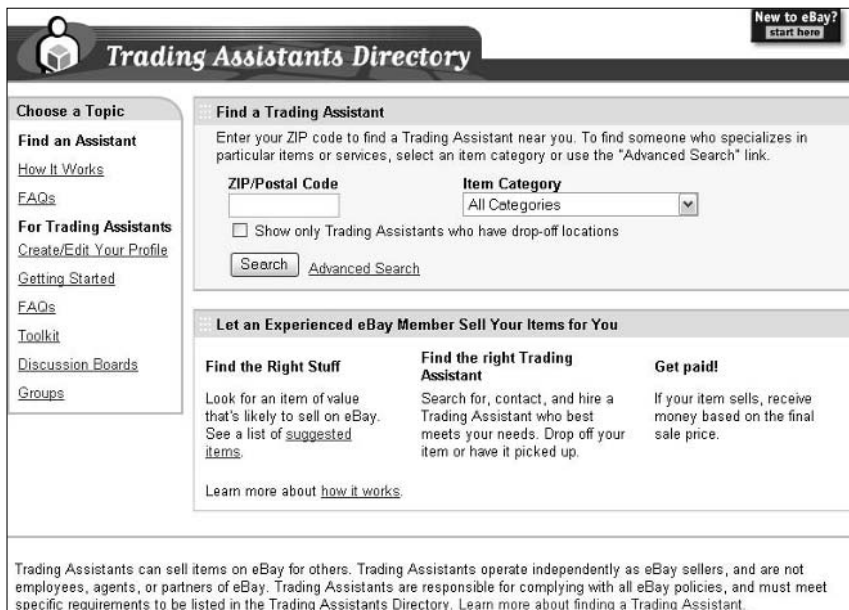 New to eBay?
start here
Trading Assistants Directory
Choose a Topic
Find an Assistant
How It Works
FAQs
For Trading Assistants
Create/Edit Your Profile
Getting Started
FAQs
Toolkit
Discussion Boards
Groups
Find a Trading Assistant
Enter your ZIP code to find a Trading Assistant near you. To find someone who specializes in
particular items or services, select an item category or use the "Advanced Search" link.
ZIP/Postal Code
Item Category
All Categories
Show only Trading Assistants who have drop-off locations
Search
Advanced Search
Let an Experienced eBay Member Sell Your Items for You
Find the Right Stuff
Look for an item of value
that's likely to sell on eBay.
See a list of suggested
items.
Find the right Trading
Assistant
Search for, contact, and hire a
Trading Assistant who best
meets your needs. Drop off your
item or have it picked up.
Get paid!
If your item sells, receive
money based on the final
sale price.
Learn more about how it works.
Trading Assistants can sell items on eBay for others. Trading Assistants operate independently as eBay sellers, and are not
employees, agents, or partners of eBay. Trading Assistants are responsible for complying with all eBay policies, and must meet
specific requirements to be listed in the Trading Assistants Directory. Learn more about finding a Trading Assistant.